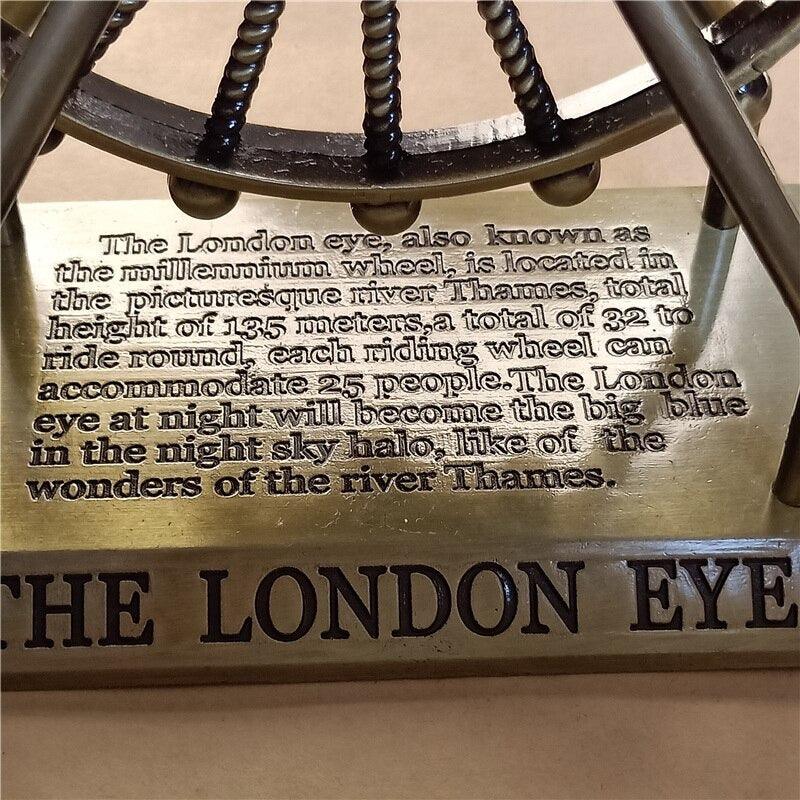 The London eye, also known as
the millennium wheel, is located in
the picturesque river Thames, total
height of 135 meters,a total of 32 to
ride round, each riding wheel can
accommodate 25 people.The London
eye at night will become the big blue
in the night sky halo, like of the
wonders of the river Thames.
THE LONDON EYE